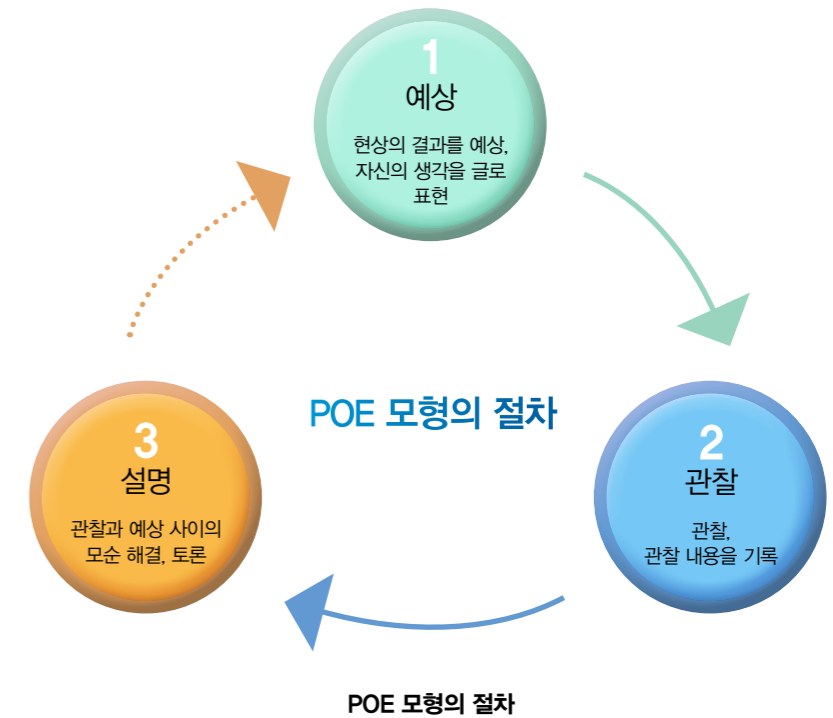 1
예상
현상의 결과를 예상,
자신의 생각을 글로
표현
POE 모형의 절차
3
설명
관찰과 예상 사이의
모순 해결, 토론
2
관찰
관찰,
관찰 내용을 기록
POE 모형의 절차